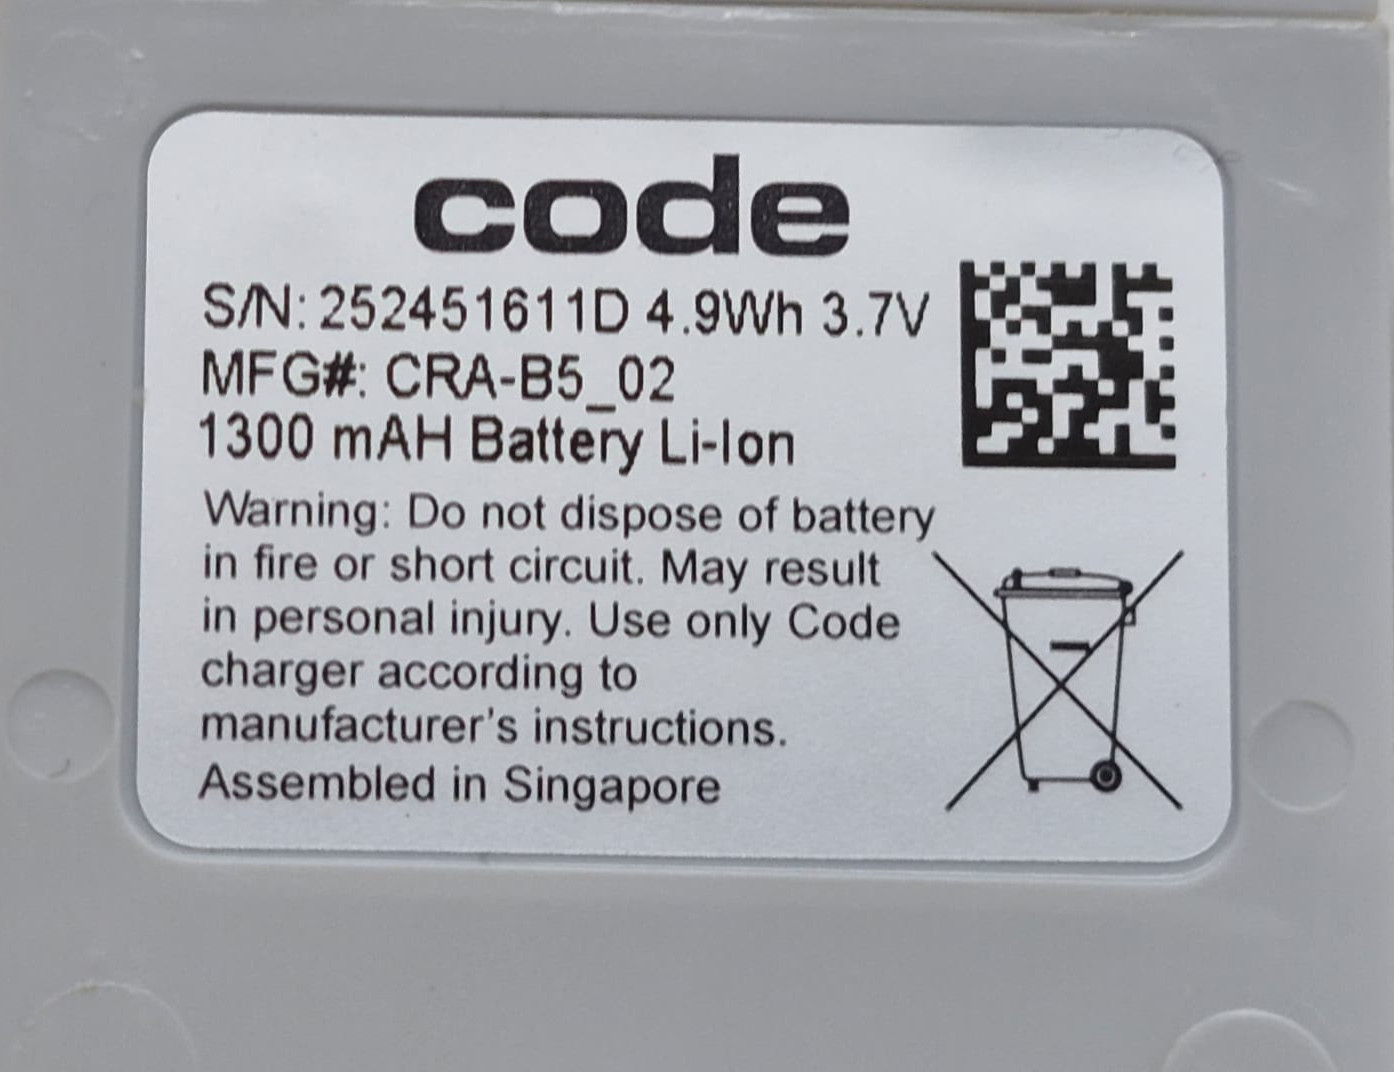 code
S/N: 252451611D 4.9Wh 3.7V
MFG#: CRA-B5_02
1300 mAH Battery Li-Ion
Warning: Do not dispose of battery
in fire or short circuit. May result
in personal injury. Use only Code
charger according to
manufacturer's instructions.
Assembled in Singapore